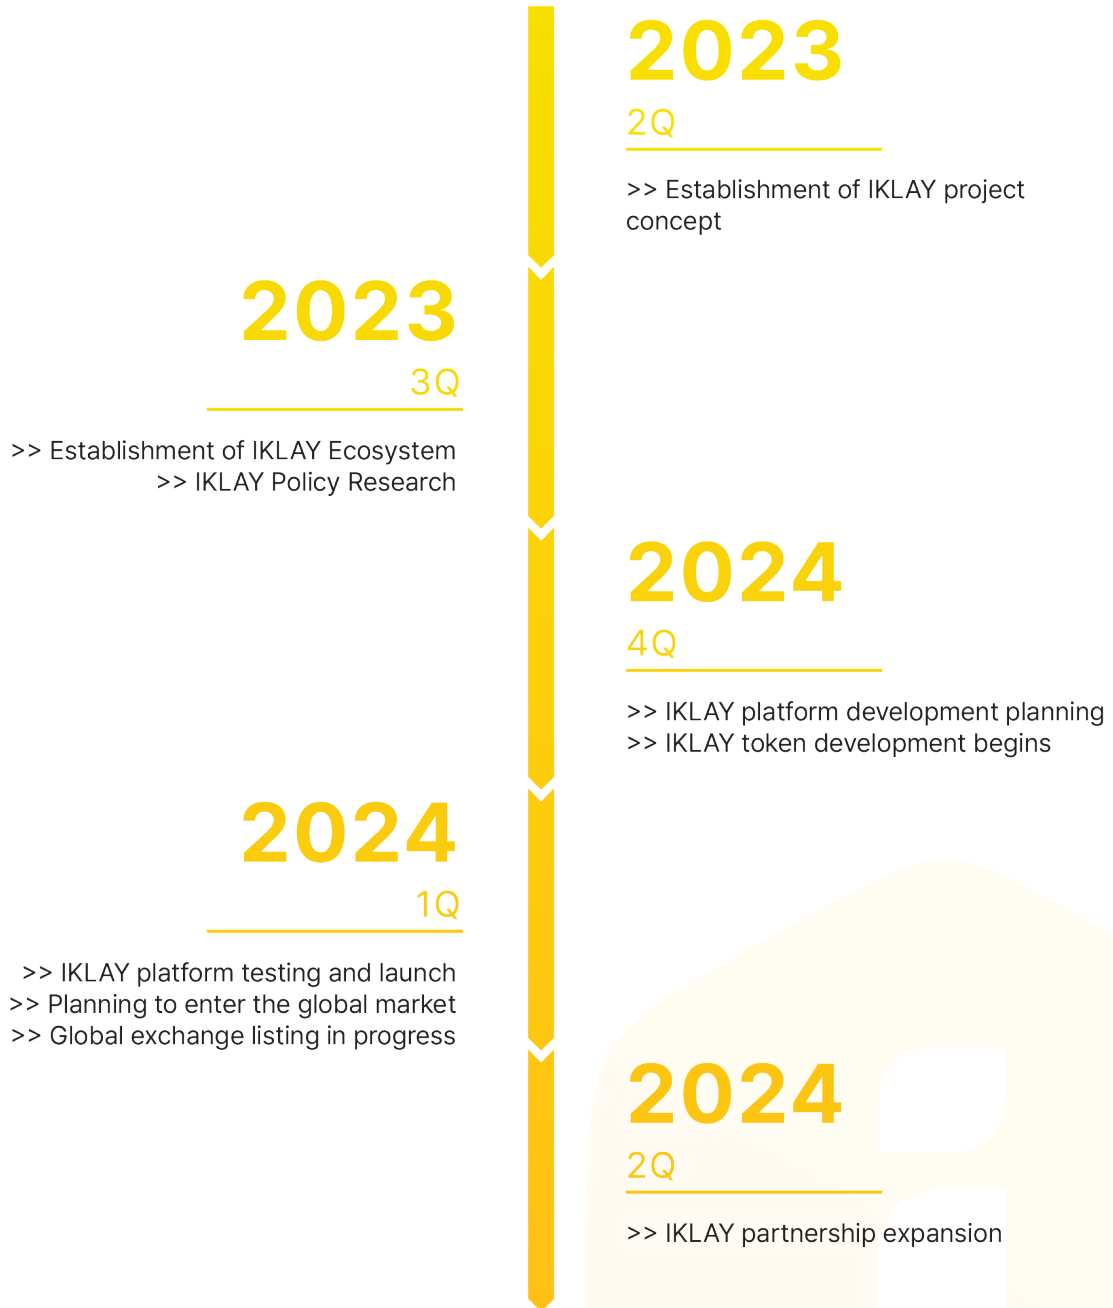 2023
2Q
>> Establishment of IKLAY project
concept
2023
3Q
>> Establishment of IKLAY Ecosystem
>> IKLAY Policy Research
2024
4Q
>> IKLAY platform development planning
>> IKLAY token development begins
2024
1Q
>> IKLAY platform testing and launch
>> Planning to enter the global market
>> Global exchange listing in progress
2024
2Q
>> IKLAY partnership expansion